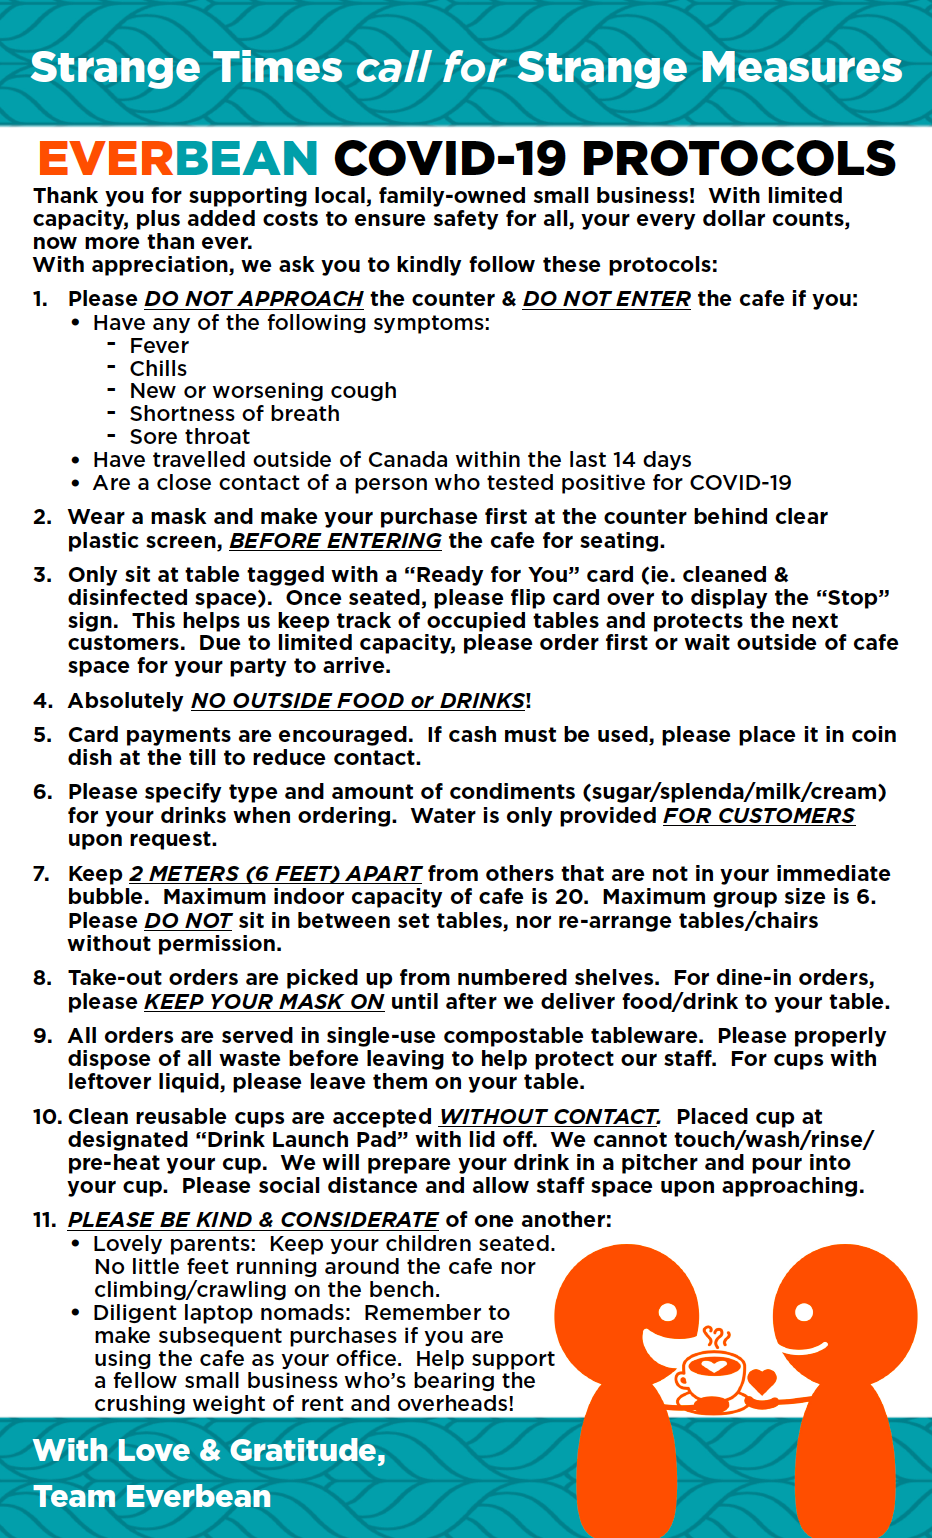 Strange Times call for Strange Measures
EVERBEAN COVID-19 PROTOCOLS
Thank you for supporting local, family-owned small business!  With limited
capacity, plus added costs to ensure safety for all, your every dollar counts,
now more than ever.
With appreciation, we ask you to kindly follow these protocols:
1. Please DO NOT APPROACH the counter & DO NOT ENTER the cafe if you:
• Have any of the following symptoms:
- Fever
- Chills
- New or worsening cough
- Shortness of breath
- Sore throat
• Have travelled outside of Canada within the last 14 days
• Are a close contact of a person who tested positive for COVID-19
2. Wear a mask and make your purchase first at the counter behind clear
plastic screen, BEFORE ENTERING the cafe for seating.
3. Only sit at table tagged with a “Ready for You” card (ie. cleaned &
disinfected space).  Once seated, please flip card over to display the “Stop”
sign.  This helps us keep track of occupied tables and protects the next
customers.  Due to limited capacity, please order first or wait outside of cafe
space for your party to arrive.
4. Absolutely NO OUTSIDE FOOD or DRINKS!
5. Card payments are encouraged.  If cash must be used, please place it in coin
dish at the till to reduce contact.
6. Please specify type and amount of condiments (sugar/splenda/milk/cream)
for your drinks when ordering.  Water is only provided FOR CUSTOMERS
upon request.
7. Keep 2 METERS (6 FEET) APART from others that are not in your immediate
bubble.  Maximum indoor capacity of cafe is 20.  Maximum group size is 6.
Please DO NOT sit in between set tables, nor re-arrange tables/chairs
without permission.
8. Take-out orders are picked up from numbered shelves.  For dine-in orders,
please KEEP YOUR MASK ON until after we deliver food/drink to your table.
9. All orders are served in single-use compostable tableware.  Please properly
dispose of all waste before leaving to help protect our staff.  For cups with
leftover liquid, please leave them on your table.
10. Clean reusable cups are accepted WITHOUT CONTACT.  Placed cup at
designated “Drink Launch Pad” with lid off.  We cannot touch/wash/rinse/
pre-heat your cup.  We will prepare your drink in a pitcher and pour into
your cup.  Please social distance and allow staff space upon approaching.
11. PLEASE BE KIND & CONSIDERATE of one another:
• Lovely parents:  Keep your children seated.
No little feet running around the cafe nor
climbing/crawling on the bench.
• Diligent laptop nomads:  Remember to
make subsequent purchases if you are
using the cafe as your office.  Help support
a fellow small business who’s bearing the
crushing weight of rent and overheads!
With Love & Gratitude,
Team Everbean